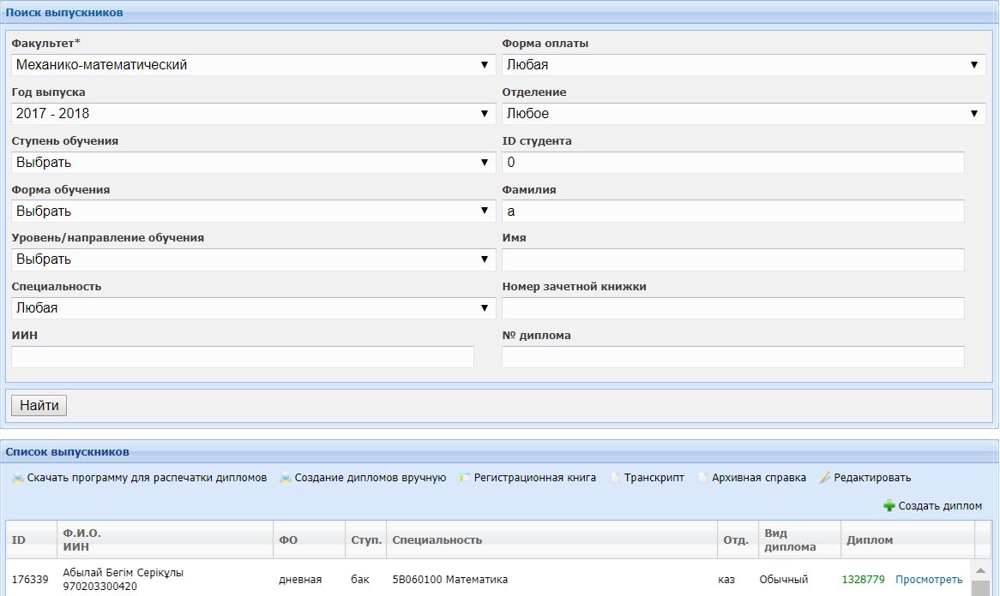 Поиск выпускников
Факультет*
Форма оплаты
Механико-математический
Любая
Год выпуска
Отделение
2017 - 2018
Любое
Ступень обучения
ID студента
Выбрать
0
Форма обучения
Фамилия
Выбрать
а
Уровень/направление обучения
Имя
Выбрать
Специальность
Номер зачетной книжки
Любая
ИИН
№ диплома
Найти
Список выпускников
Скачать программу для распечатки дипломов
Создание дипломов вручную
Регистрационная книга
Транскрипт
Архивная справка
Редактировать
Создать диплом
ID
Ф.И.О.
ИИН
ФО
Ступ.
Специальность
Отд.
Вид
диплома
Диплом
176339
Абылай Бегім Серікұлы
970203300420
дневная
бак
5B060100 Математика
каз
Обычный
1328779
Просмотреть